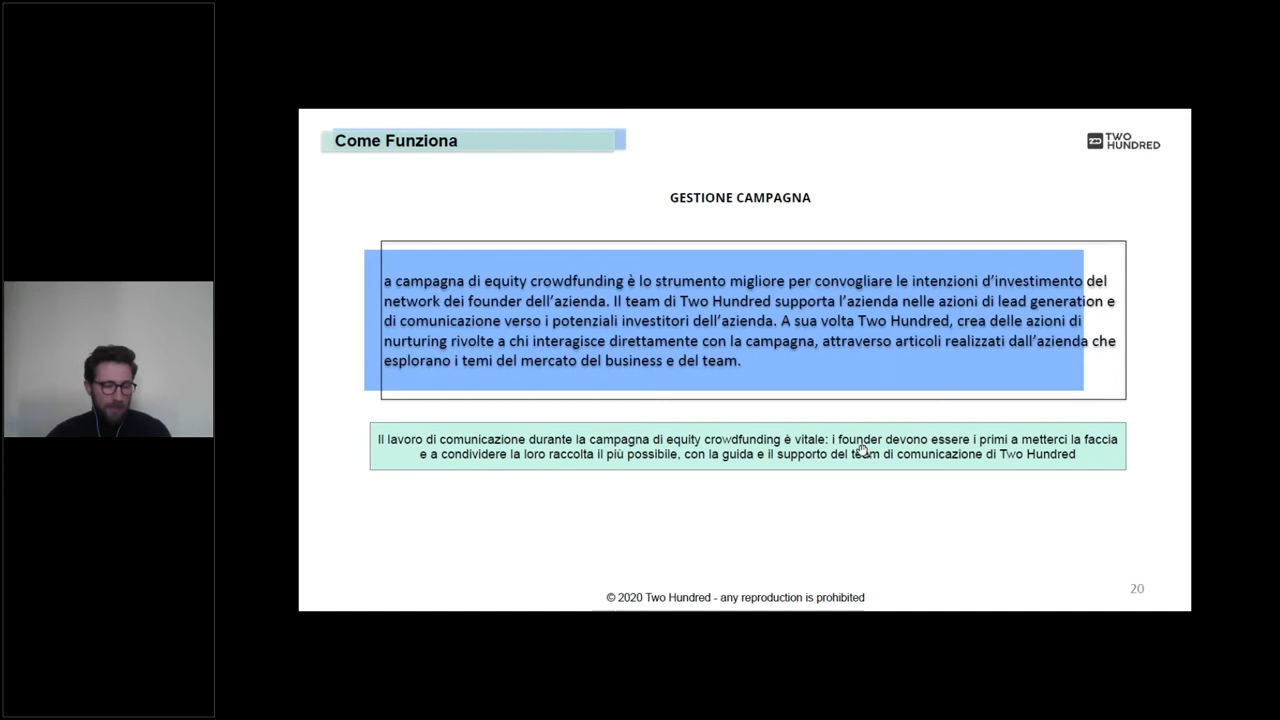 Come Funziona
TWO
HUNDRED
GESTIONE CAMPAGNA
a campagna di equity crowdfunding è lo strumento migliore per convogliare le intenzioni d’investimento del
network dei founder dell’azienda. Il team di Two Hundred supporta l’azienda nelle azioni di lead generation e
di comunicazione verso i potenziali investitori dell’azienda. A sua volta Two Hundred, crea delle azioni di
nurturing rivolte a chi interagisce direttamente con la campagna, attraverso articoli realizzati dall’azienda che
esplorano i temi del mercato del business e del team.
Il lavoro di comunicazione durante la campagna di equity crowdfunding è vitale: i founder devono essere i primi a metterci la faccia
e a condividere la loro raccolta il più possibile, con la guida e il supporto del team di comunicazione di Two Hundred
© 2020 Two Hundred - any reproduction is prohibited
20